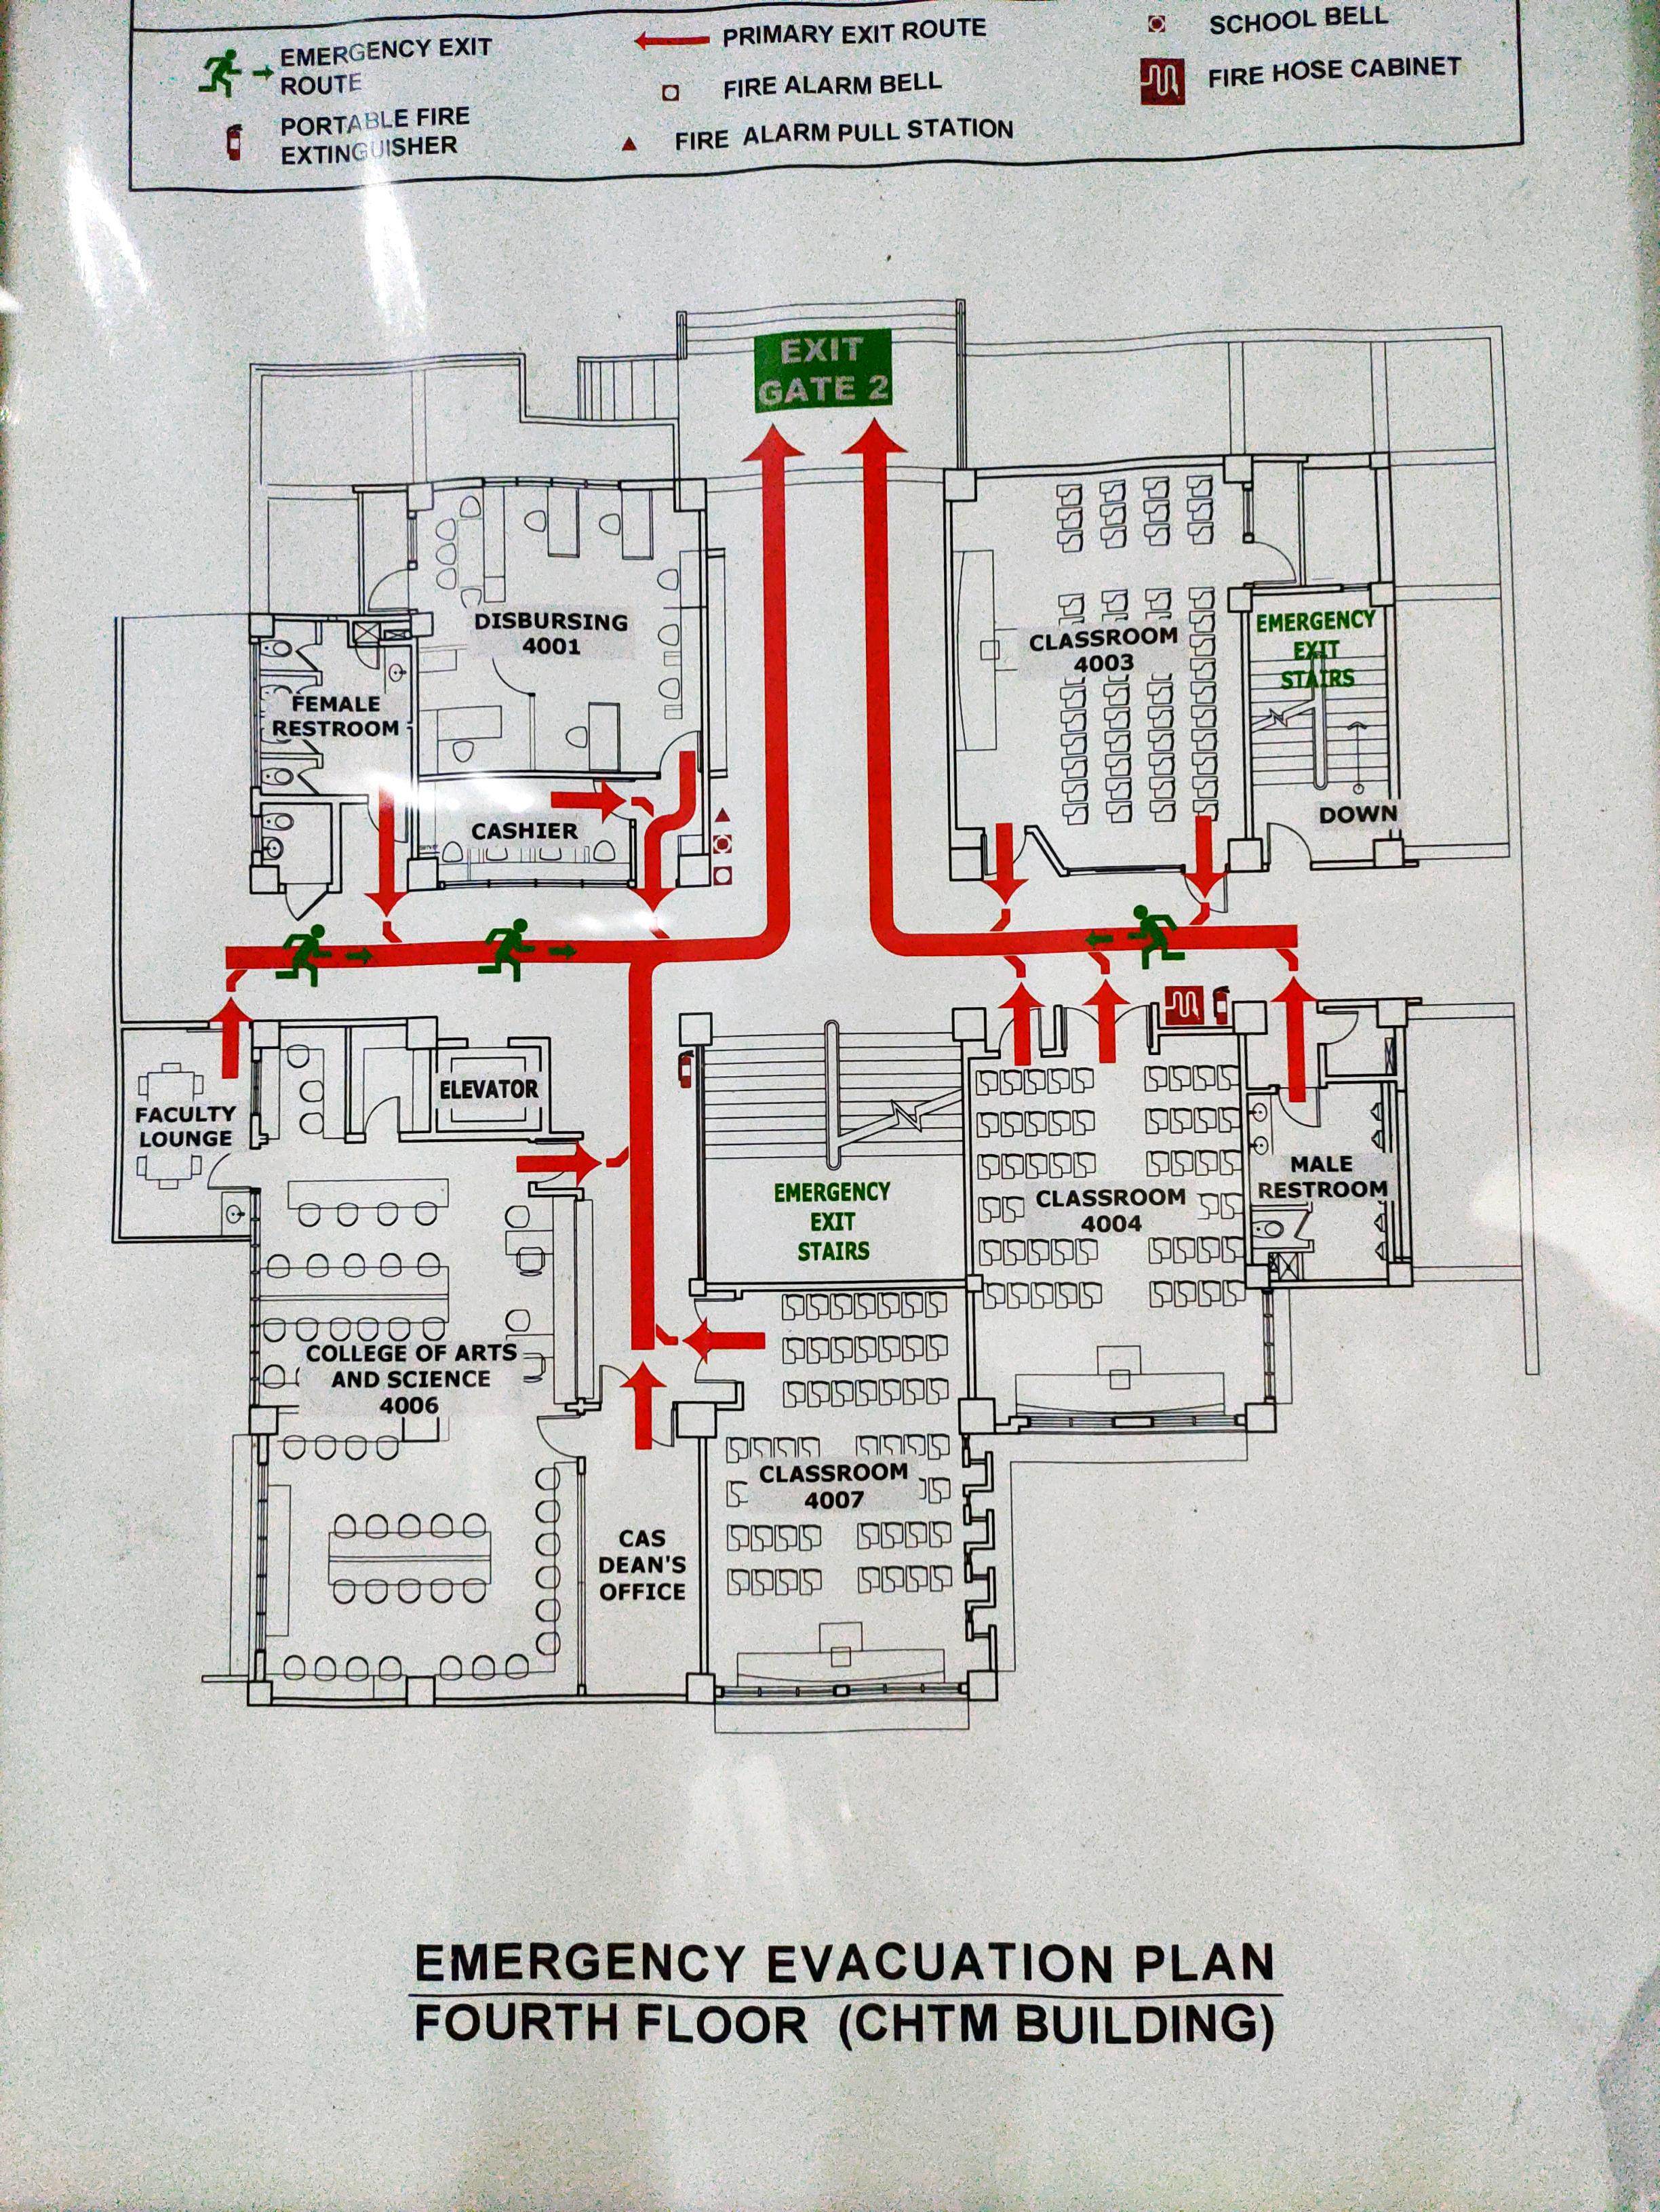 EMERGENCY EXIT
ROUTE
PORTABLE FIRE
EXTINGUISHER
PRIMARY EXIT ROUTE
FIRE ALARM BELL
FIRE ALARM PULL STATION
SCHOOL BELL
FIRE HOSE CABINET
EXIT
GATE 2
DISBURSING
4001
CLASSROOM
4003
EMERGENCY
EXIT
STAIRS
FEMALE
RESTROOM
CASHIER
DOWN
ELEVATOR
FACULTY
LOUNGE
EMERGENCY
EXIT
STAIRS
CLASSROOM
4004
MALE
RESTROOM
COLLEGE OF ARTS
AND SCIENCE
4006
CLASSROOM
4007
CAS
DEAN'S
OFFICE
EMERGENCY EVACUATION PLAN
FOURTH FLOOR (CHTM BUILDING)